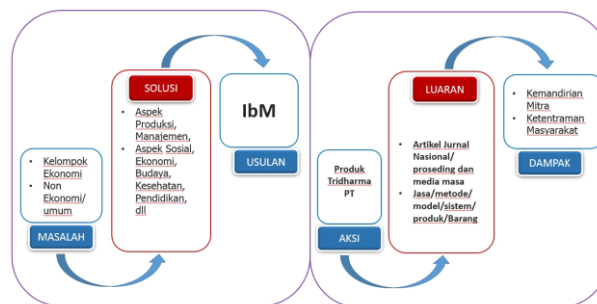 • Kelompok
Ekonomi
• Non
Ekonomi/
umum
MASALAH
SOLUSI
• Aspek
Produksi,
Manajemen,
• Aspek Sosial,
Ekonomi,
Budaya,
Kesehatan,
Pendidikan,
dll
IbM
USULAN
Produk
Tridharma
PT
AKSI
LUARAN
• Artikel Jurnal
Nasional/
proseding dan
media masa
• Jasa/metode/
model/sistem/
produk/Barang
• Kemandirian
Mitra
• Ketentraman
Masyarakat
DAMPAK